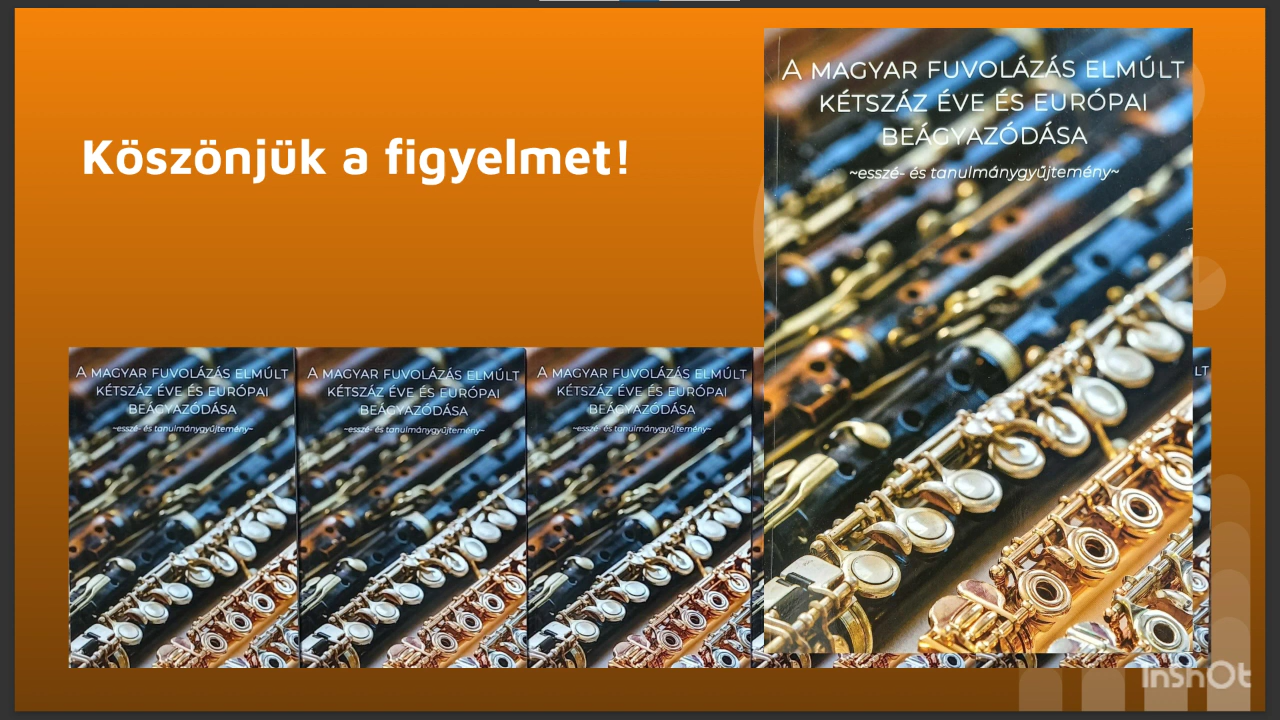 Köszönjük a figyelmet!
A MAGYAR FUVOLÁZÁS ELMÚLT
KÉTSZÁZ ÉVE ÉS EURÓPAI
BEÁGYAZÓDÁSA
~esszé- és tanulmánygyűjtemény~
A MAGYAR FUVOLÁZÁS ELMÚLT
KÉTSZÁZ ÉVE ÉS EURÓPAI
BEÁGYAZÓDÁSA
~esszé- és tanulmánygyűjtemény~
A MAGYAR FUVOLÁZÁS ELMÚLT
KÉTSZÁZ ÉVE ÉS EURÓPAI
BEÁGYAZÓDÁSA
~esszé- és tanulmánygyűjtemény~
A MAGYAR FUVOLÁZÁS ELMÚLT
KÉTSZÁZ ÉVE ÉS EURÓPAI
BEÁGYAZÓDÁSA
~esszé- és tanulmánygyűjtemény~
LT
InShOt